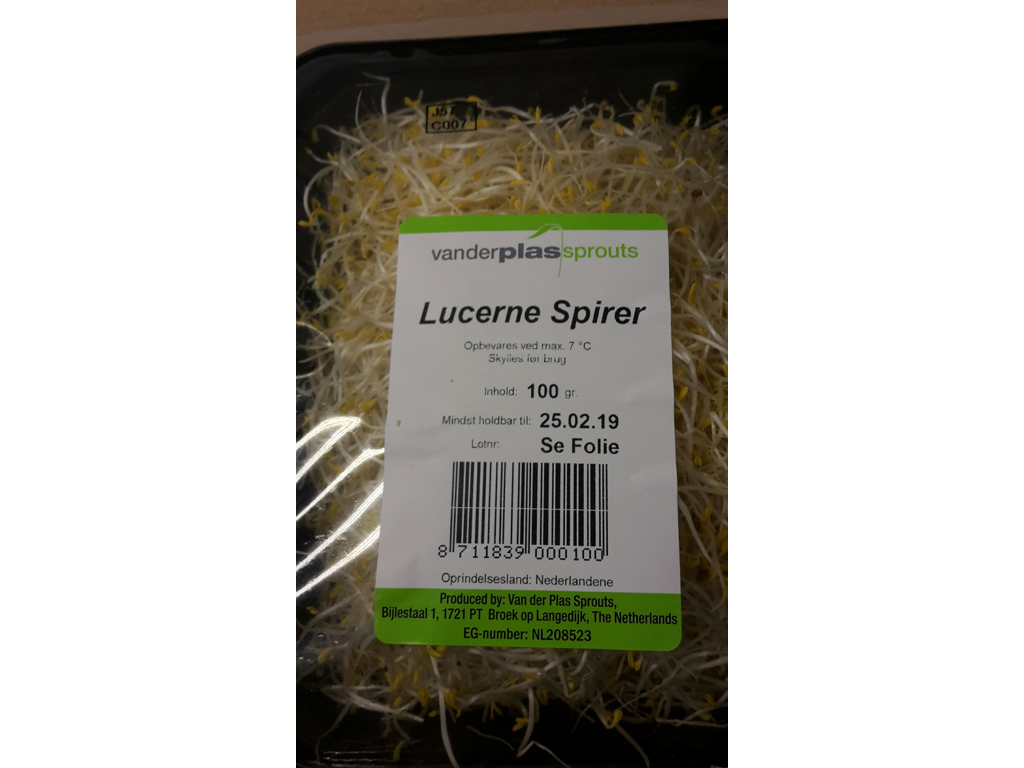 J57
C007
vanderplassprouts
Lucerne Spirer
Opbevares ved max. 7 °C
Skylles før brug
Inhold: 100 gr.
Mindst holdbar til: 25.02.19
Lotnr: Se Folie
8 711839 000100
Oprindelsesland: Nederlandene
Produced by: Van der Plas Sprouts,
Bijlestaal 1, 1721 PT Broek op Langedijk, The Netherlands
EG-number: NL208523